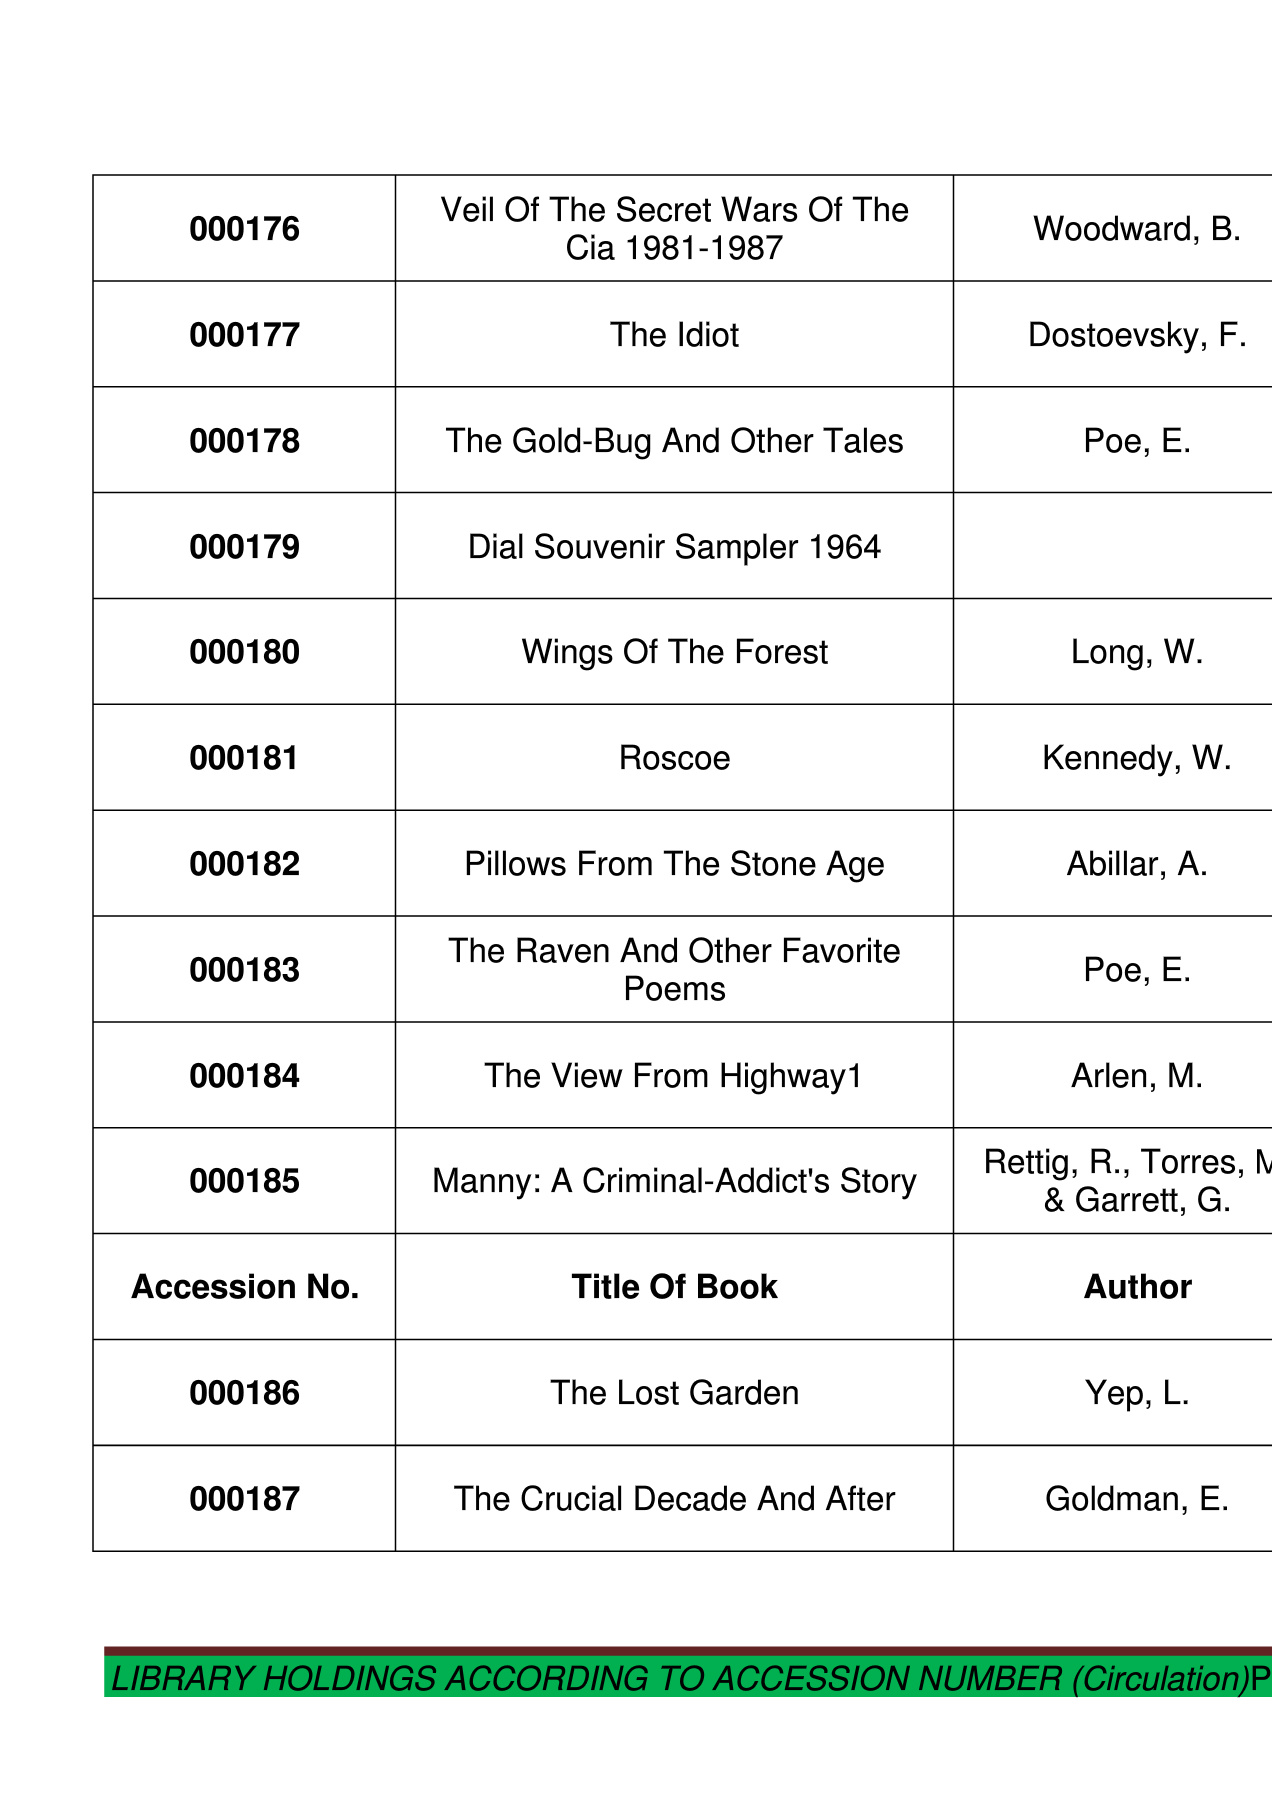 000176 Veil Of The Secret Wars Of The
Cia 1981-1987 Woodward, B.
000177 The Idiot Dostoevsky, F.
000178 The Gold-Bug And Other Tales Poe, E.
000179 Dial Souvenir Sampler 1964
000180 Wings Of The Forest Long, W.
000181 Roscoe Kennedy, W.
000182 Pillows From The Stone Age Abillar, A.
000183 The Raven And Other Favorite
Poems Poe, E.
000184 The View From Highway1 Arlen, M.
000185 Manny: A Criminal-Addict's Story Rettig, R., Torres, M
& Garrett, G.
Accession No. Title Of Book Author
000186 The Lost Garden Yep, L.
000187 The Crucial Decade And After Goldman, E.
LIBRARY HOLDINGS ACCORDING TO ACCESSION NUMBER (Circulation)P